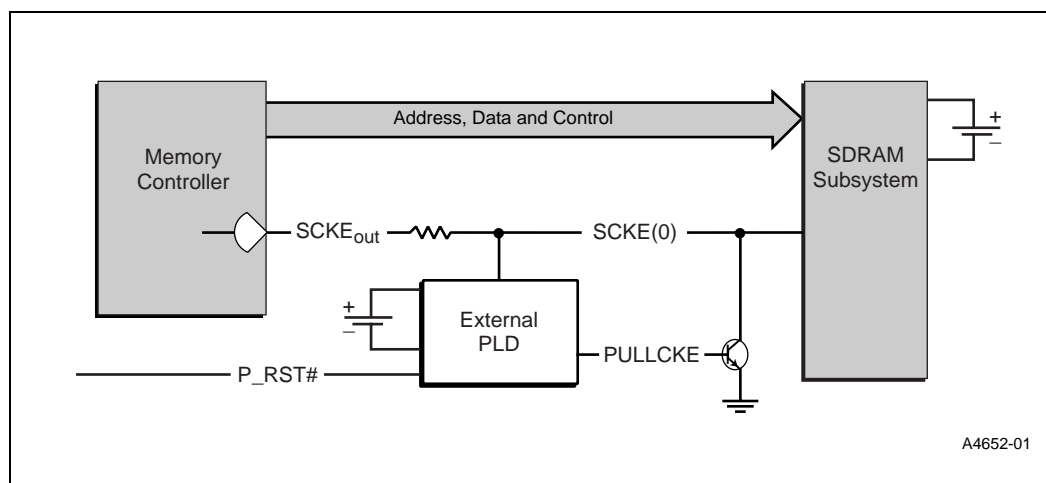 Address, Data and Control
Memory
Controller
SDRAM
Subsystem
+
–
SCKEout
SCKE(0)
+
–
External
PLD
PULLCKE
P_RST#
A4652-01